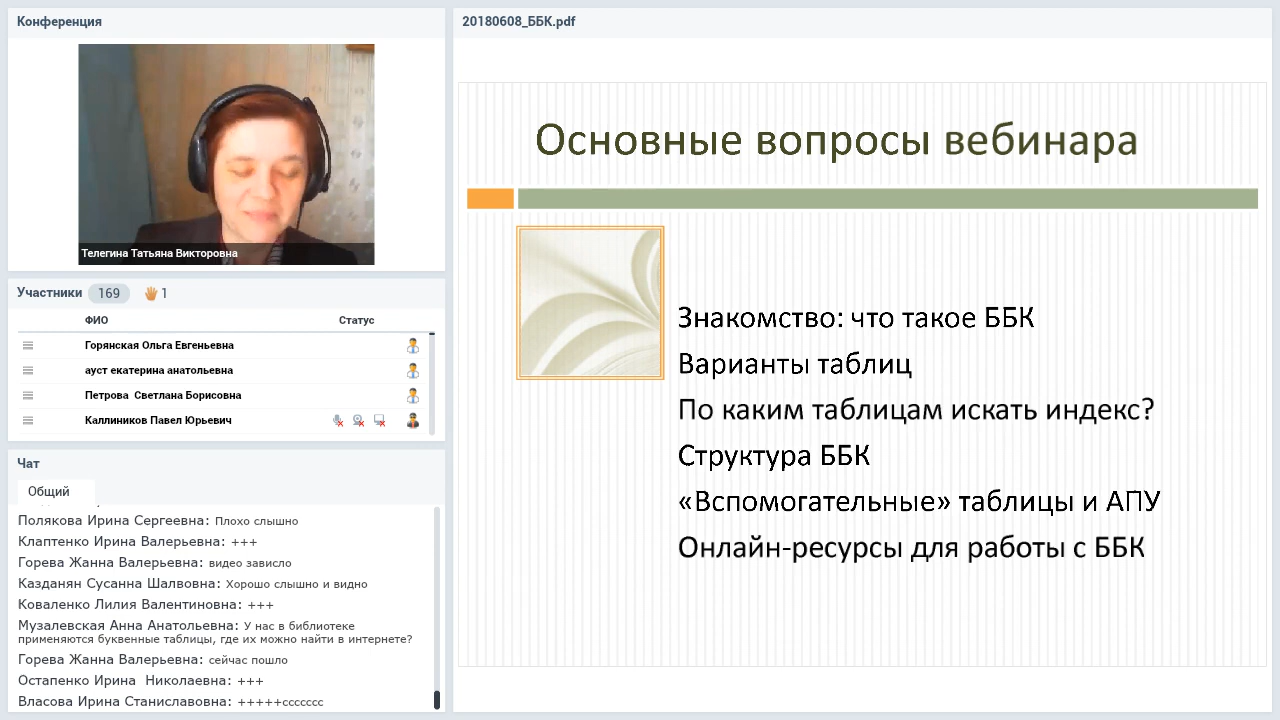 Конференция
Телегина Татьяна Викторовна
Участники 169 1
ФИО Статус
Горянская Ольга Евгеньевна
ауст екатерина анатольевна
Петрова Светлана Борисовна
Каллиников Павел Юрьевич
Чат
Общий
Полякова Ирина Сергеевна: Плохо слышно
Клаптенко Ирина Валерьевна: +++
Горева Жанна Валерьевна: видео зависло
Казданян Сусанна Шалвовна: Хорошо слышно и видно
Коваленко Лилия Валентиновна: +++
Музалевская Анна Анатольевна: У нас в библиотеке
применяются буквенные таблицы, где их можно найти в интернете?
Горева Жанна Валерьевна: сейчас пошло
Остапенко Ирина Николаевна: +++
Власова Ирина Станиславовна: +++++ссссссс
20180608_ББК.pdf
Основные вопросы вебинара
Знакомство: что такое ББК
Варианты таблиц
По каким таблицам искать индекс?
Структура ББК
«Вспомогательные» таблицы и АПУ
Онлайн-ресурсы для работы с ББК